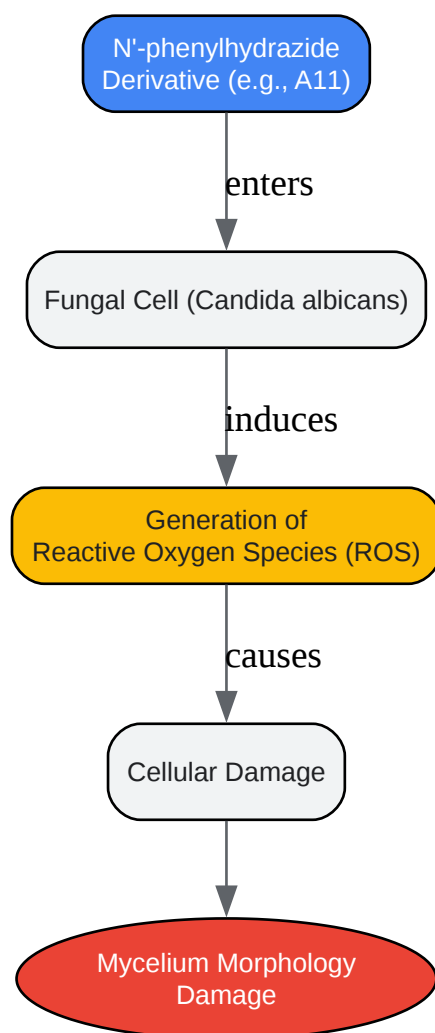 N'-phenylhydrazide
Derivative (e.g., A11)
enters
Fungal Cell (Candida albicans)
induces
Generation of
Reactive Oxygen Species (ROS)
causes
Cellular Damage
Mycelium Morphology
Damage